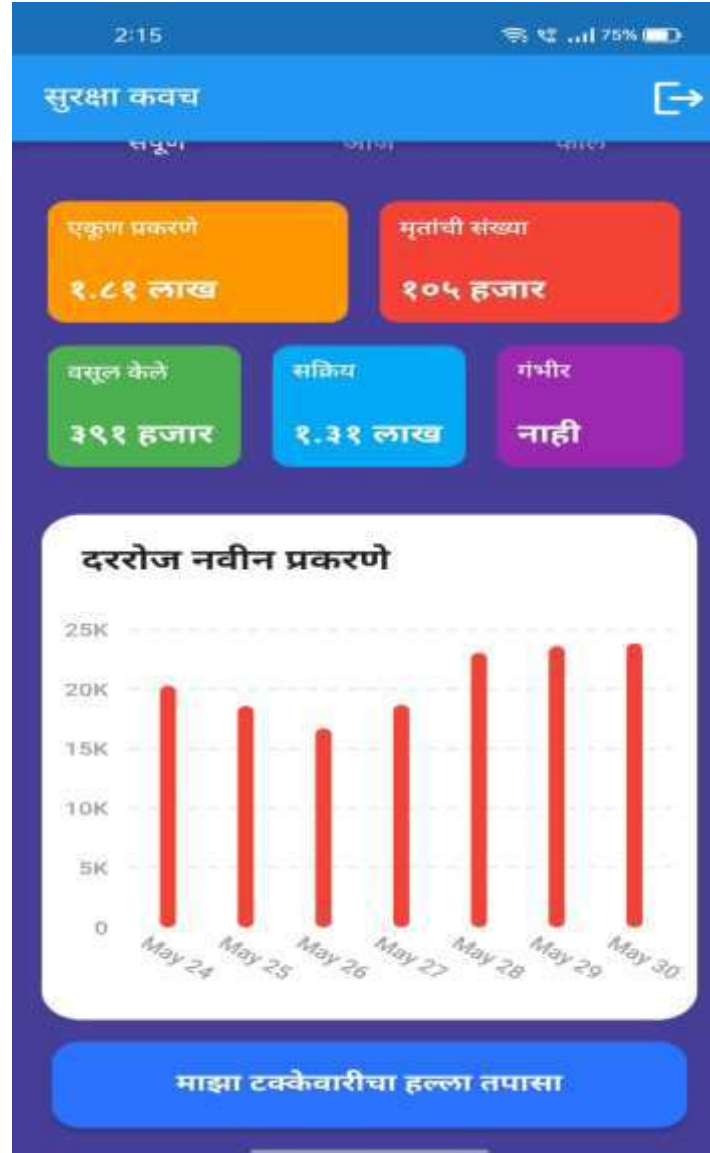 2:15 75%
सुरक्षा कवच
एकूण प्रकरणे मृतांची संख्या
१.८१ लाख १०५ हजार
वसूल केले सक्रिय गंभीर
३९१ हजार १.३१ लाख नाही
दररोज नवीन प्रकरणे
25K
20K
15K
10K
5K
0
May 24 May 25 May 26 May 27 May 28 May 29 May 30
माझा टक्केवारीचा हल्ला तपासा